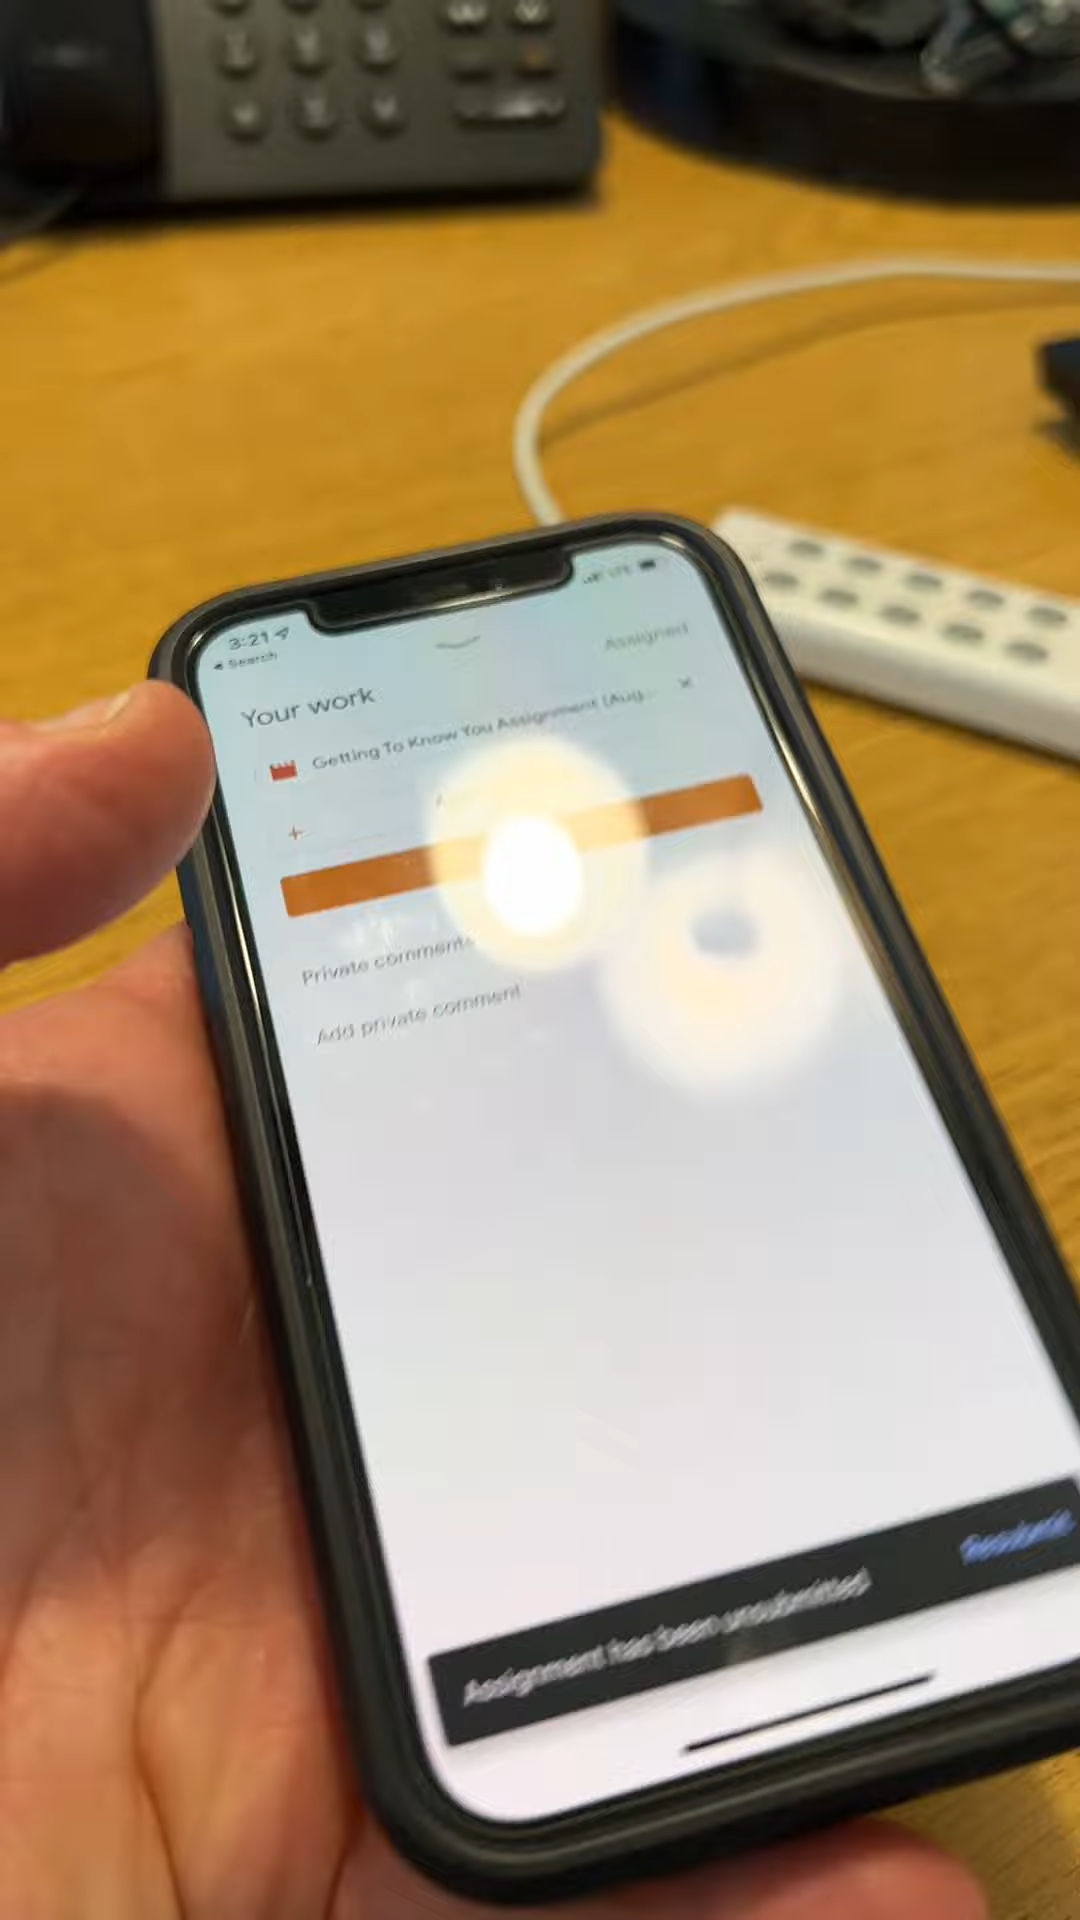 3:21
Search
Assigned
Your work
Getting To Know You Assignment (Aug...
Private comments
Add private comment
Assignment has been unsubmitted
Resubmit